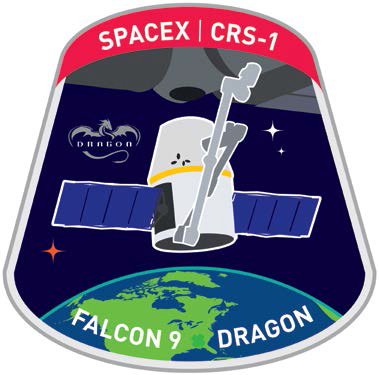 SPACEX | CRS-1
DRAGON
FALCON 9 DRAGON